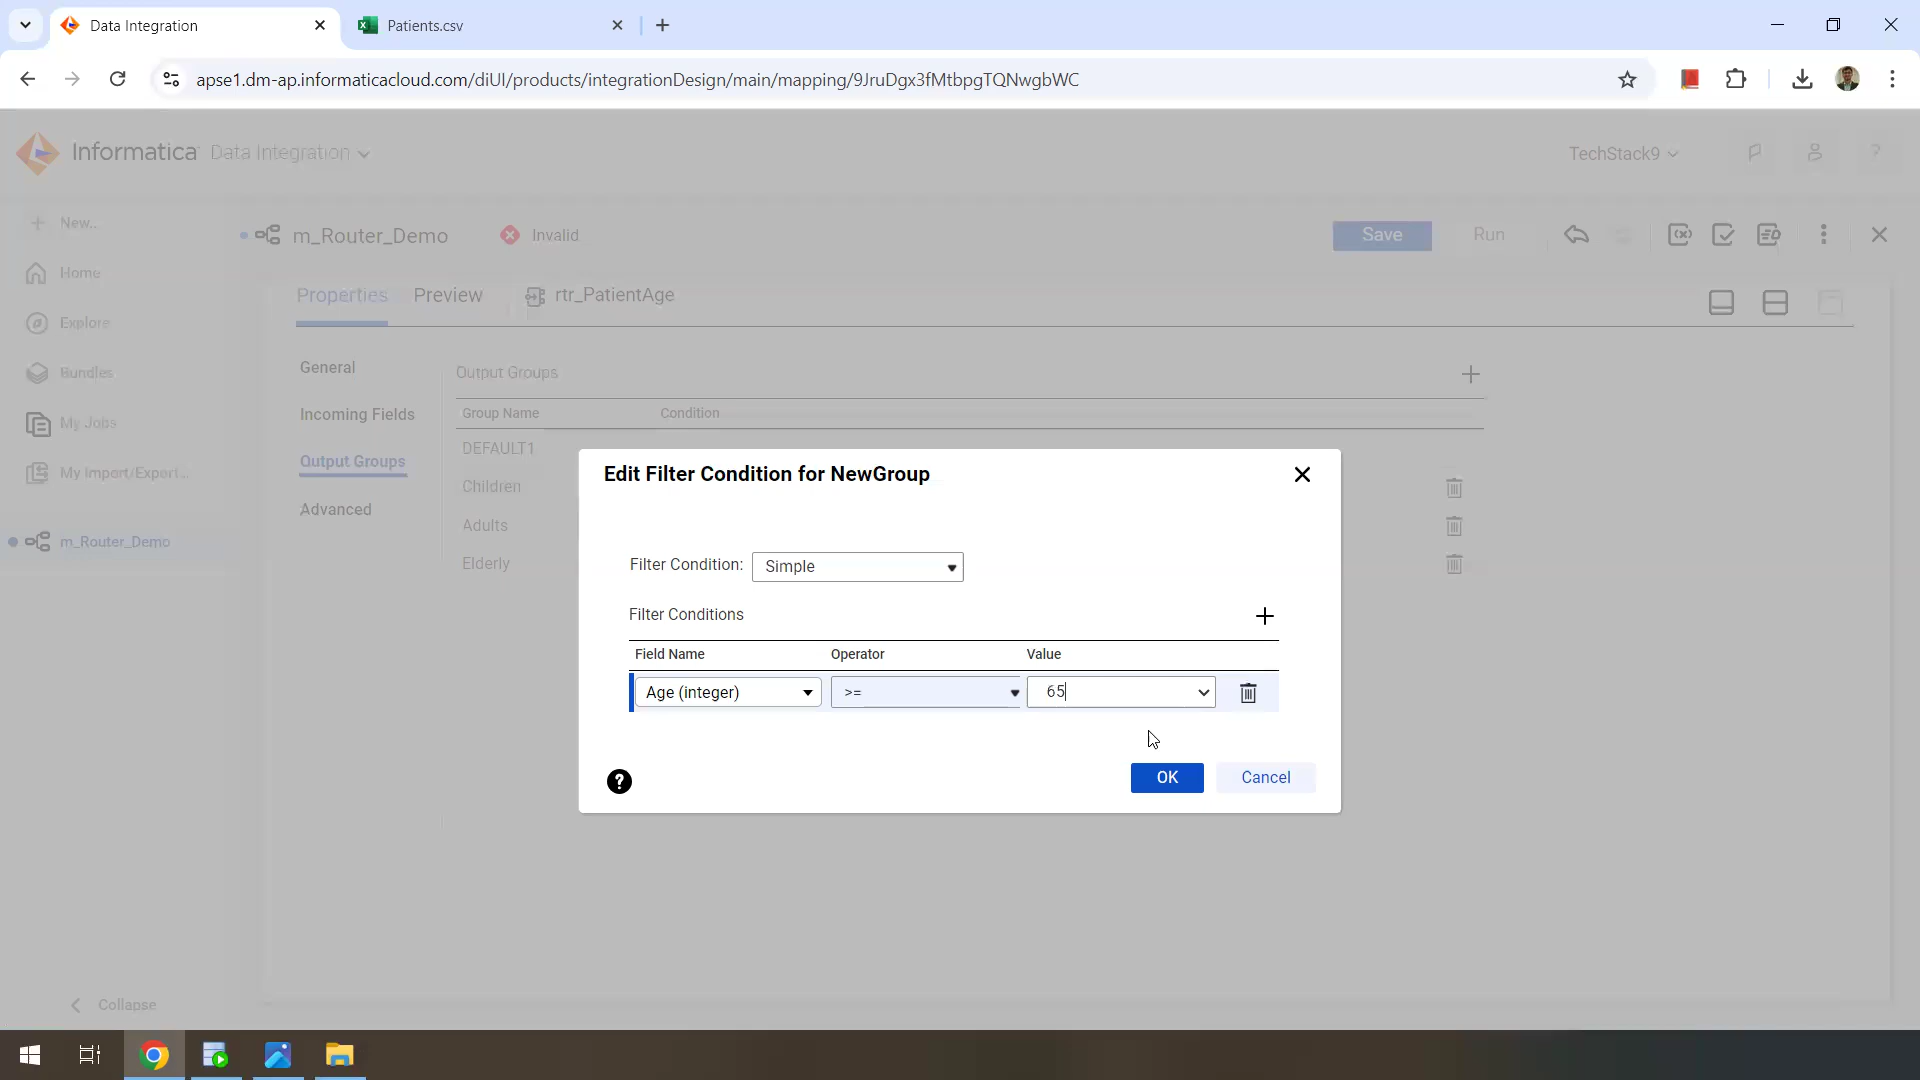 Data Integration
Patients.csv
apse1.dm-ap.informaticacloud.com/diUI/products/integrationDesign/main/mapping/9JruDgx3fMtbpgTQNwgbWC
Informatica Data Integration
TechStack9
?
New...
m_Router_Demo
Invalid
Save
Run
Home
Properties
Preview
rtr_PatientAge
Explore
General
Output Groups
Bundles
Incoming Fields
Group Name
Condition
My Jobs
DEFAULT1
Output Groups
My Import/Export...
Children
Advanced
Adults
m_Router_Demo
Elderly
Edit Filter Condition for NewGroup
Filter Condition:
Simple
Filter Conditions
Field Name
Operator
Value
Age (integer)
>=
65
?
OK
Cancel
Collapse